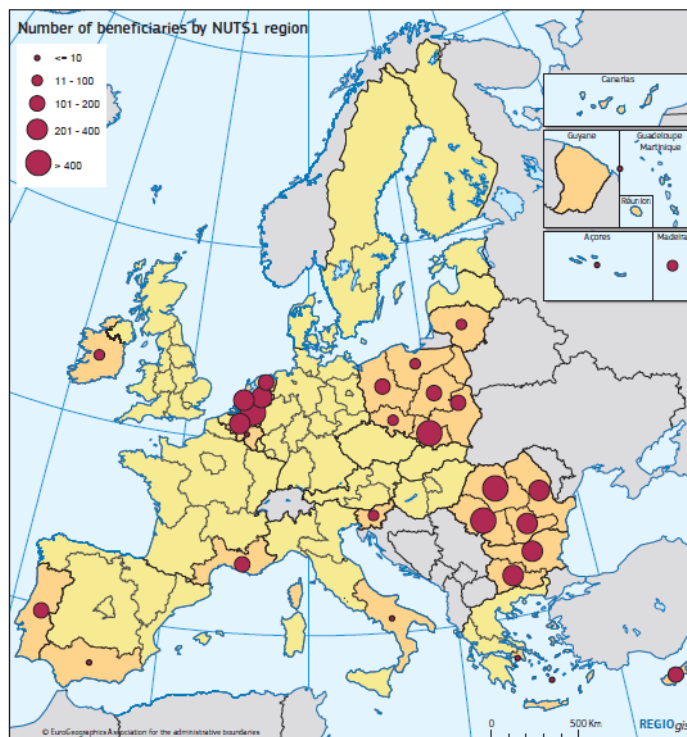 Number of beneficiaries by NUTS1 region
<= 10
11 - 100
101 - 200
201 - 400
> 400
Canarias
Guyane
Guadeloupe
Martinique
Réunion
Açores
Madeira
© EuroGeographics Association for the administrative boundaries
0 500 Km
REGIOgis